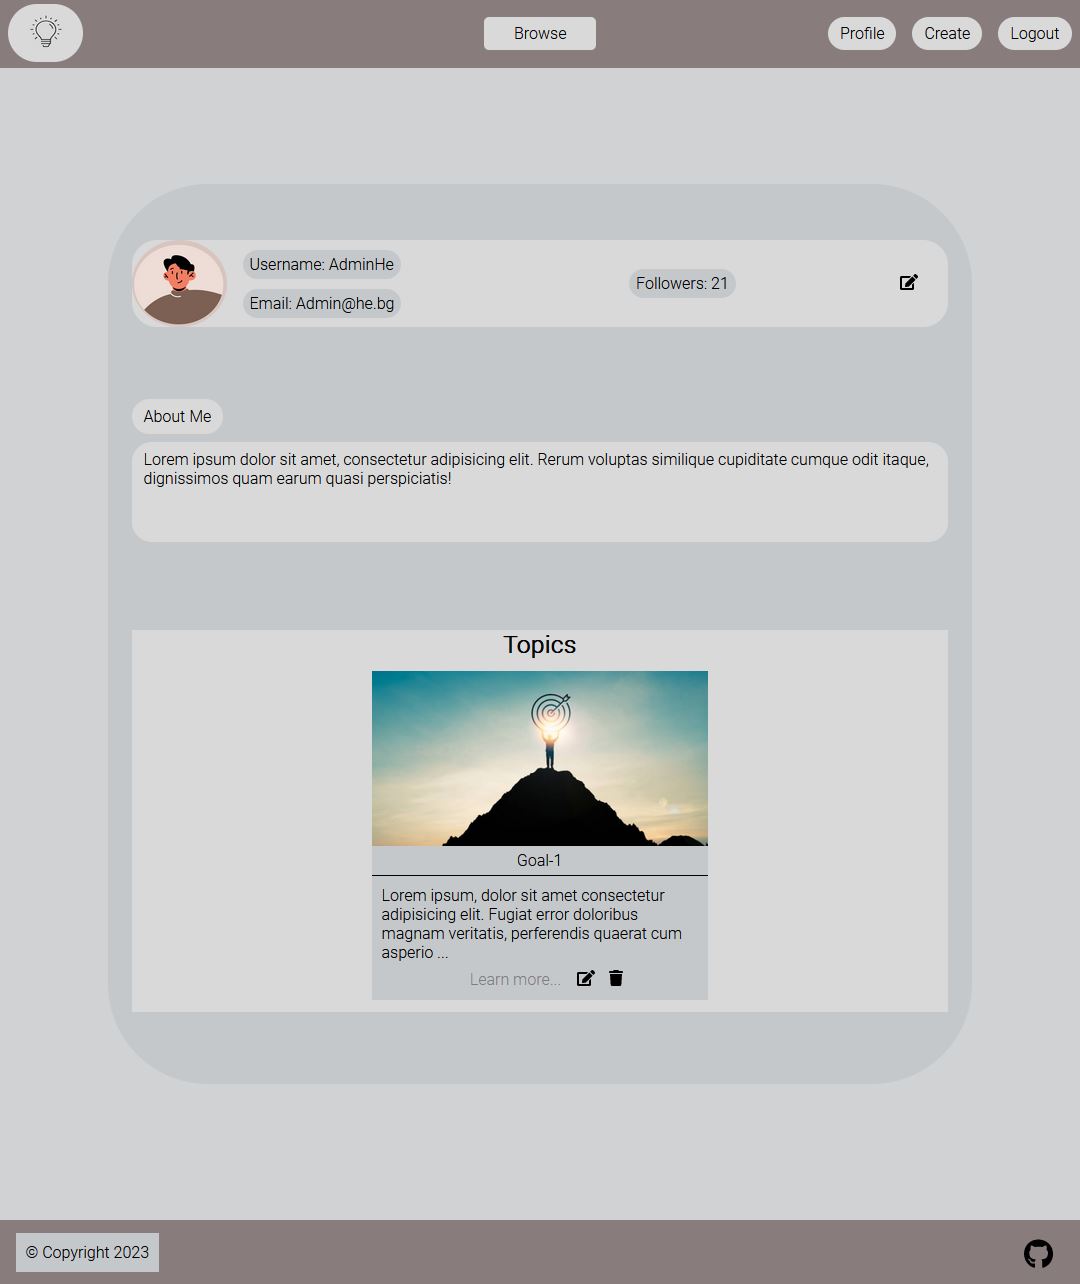 Browse
Profile
Create
Logout
Username: AdminHe
Email: Admin@he.bg
Followers: 21
About Me
Lorem ipsum dolor sit amet, consectetur adipisicing elit. Rerum voluptas similique cupiditate cumque odit itaque,
dignissimos quam earum quasi perspiciatis!
Topics
Goal-1
Lorem ipsum, dolor sit amet consectetur
adipisicing elit. Fugiat error doloribus
magnam veritatis, perferendis quaerat cum
asperio ...
Learn more...
© Copyright 2023